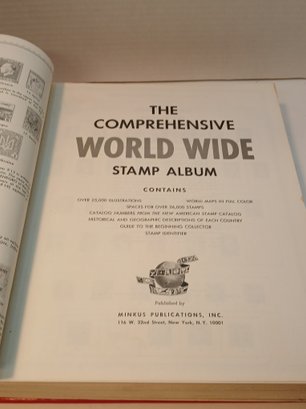 THE
COMPREHENSIVE
WORLD WIDE
STAMP ALBUM
CONTAINS
OVER 25,000 ILLUSTRATIONS WORLD MAPS IN FULL COLOR
SPACES FOR OVER 26,000 STAMPS
CATALOG NUMBERS FROM THE NEW AMERICAN STAMP CATALOG
HISTORICAL AND GEOGRAPHIC DESCRIPTIONS OF EACH COUNTRY
GUIDE TO THE BEGINNING COLLECTOR
STAMP IDENTIFIER
Published by
MINKUS PUBLICATIONS, INC.
116 W. 32nd Street, New York, N. Y. 10001